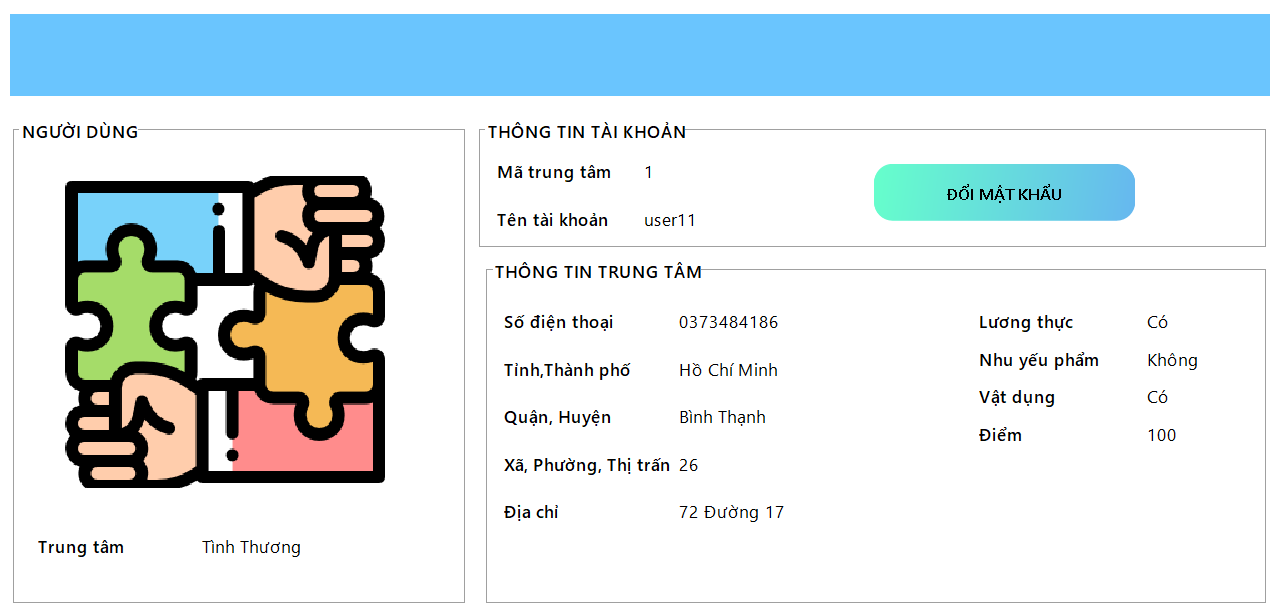 NGƯỜI DÙNG
Trung tâm Tình Thương
THÔNG TIN TÀI KHOẢN
Mã trung tâm 1
Tên tài khoản user11
ĐỔI MẬT KHẨU
THÔNG TIN TRUNG TÂM
Số điện thoại 0373484186
Tỉnh,Thành phố Hồ Chí Minh
Quận, Huyện Bình Thạnh
Xã, Phường, Thị trấn 26
Địa chỉ 72 Đường 17
Lương thực Có
Nhu yếu phẩm Không
Vật dụng Có
Điểm 100